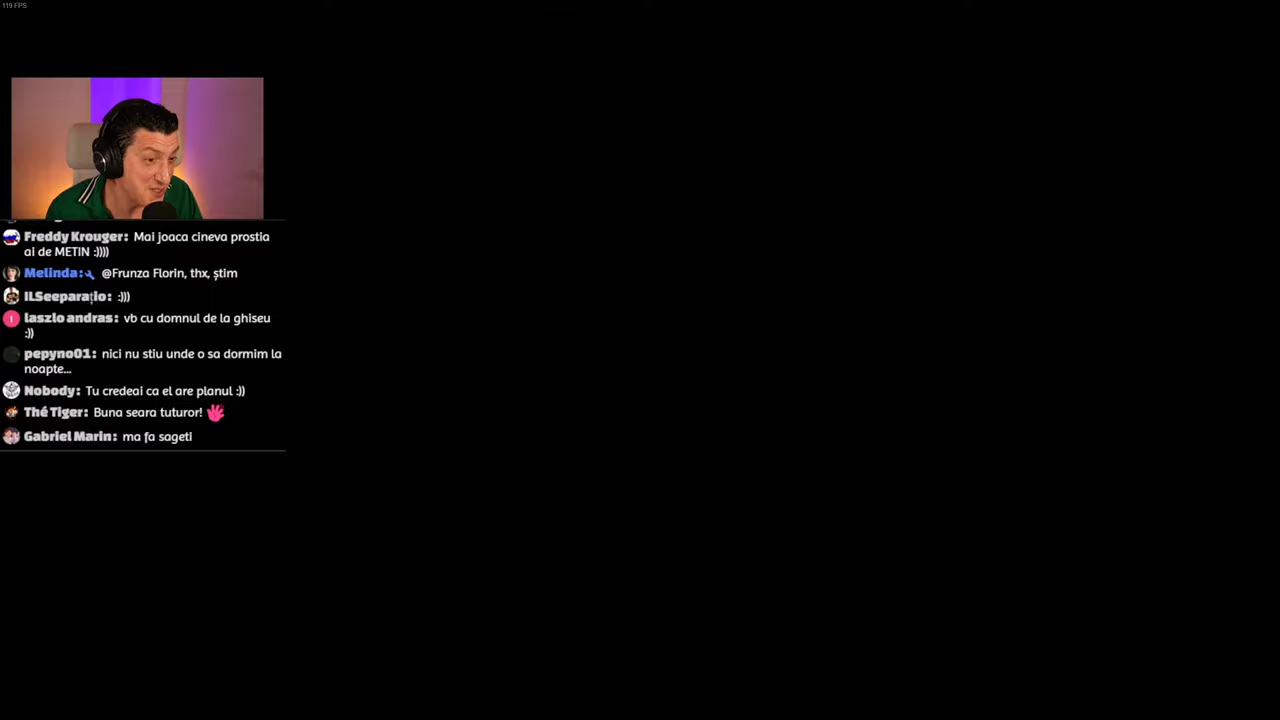 119 FPS
Freddy Krouger: Mai joaca cineva prostia
ai de METIN :))))
Melinda: @Frunza Florin, thx, știm
ILSeeparațio: :)))
laszlo andras: vb cu domnul de la ghiseu
:))
pepyno01: nici nu stiu unde o sa dormim la
noapte...
Nobody: Tu credeai ca el are planul :))
Thé Tiger: Buna seara tuturor!
Gabriel Marin: ma fa sageti